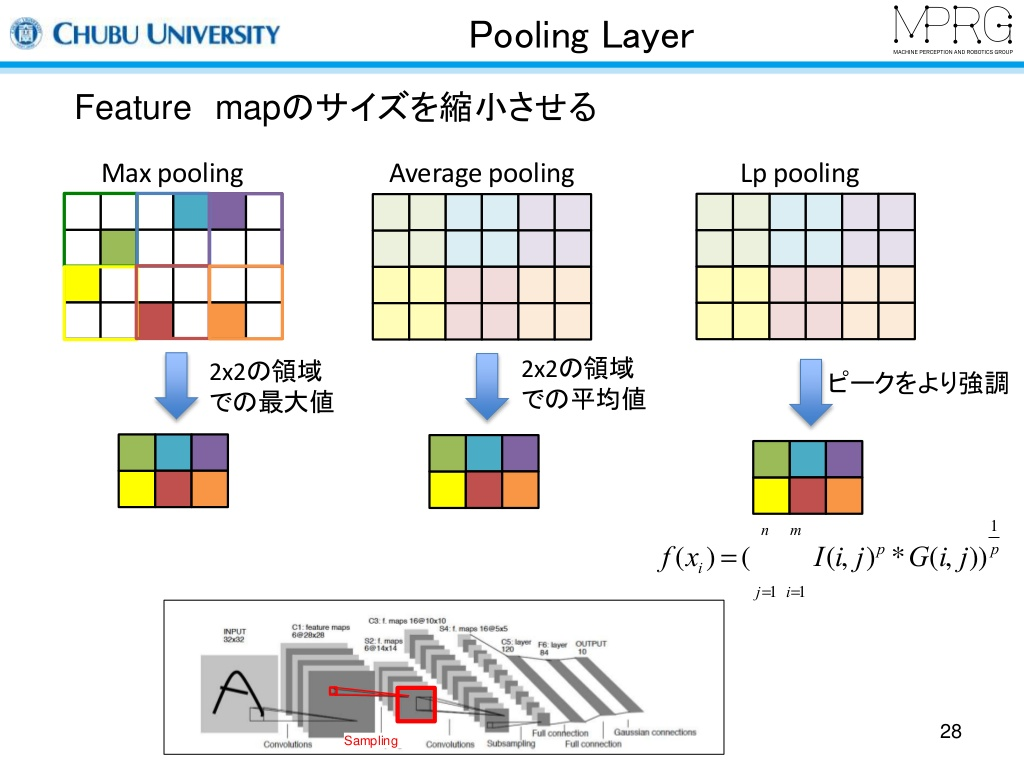 CHUBU UNIVERSITY
Pooling Layer
MPRG
MACHINE PERCEPTION AND ROBOTICS GROUP
Feature mapのサイズを縮小させる
Max pooling
Average pooling
Lp pooling
2x2の領域
での最大値
2x2の領域
での平均値
ピークをより強調
f(x_i) = ( n m j=1 i=1 I(i, j)^p * G(i, j))^{1/p}
INPUT
32x32
C1: feature maps
6@28x28
C3: f. maps 16@10x10
S2: f. maps
6@14x14
S4: f. maps 16@5x5
C5: layer
120
F6: layer
84
OUTPUT
10
Convolutions
Sampling
Convolutions
Subsampling
Full connection
Full connection
Gaussian connections
28